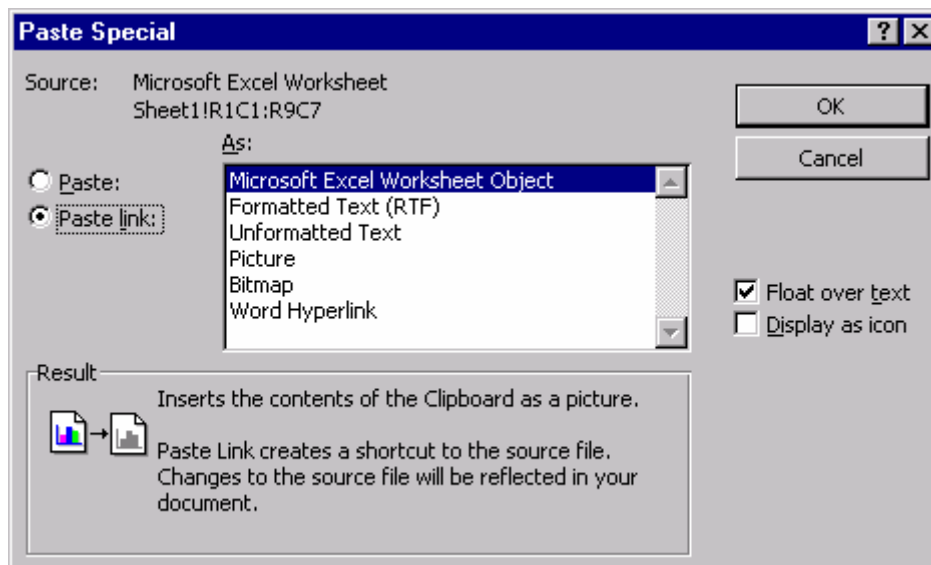 Paste Special
Source: Microsoft Excel Worksheet
Sheet1!R1C1:R9C7
As:
Paste:
Paste link:
Microsoft Excel Worksheet Object
Formatted Text (RTF)
Unformatted Text
Picture
Bitmap
Word Hyperlink
OK
Cancel
Float over text
Display as icon
Result
Inserts the contents of the Clipboard as a picture.
Paste Link creates a shortcut to the source file.
Changes to the source file will be reflected in your
document.